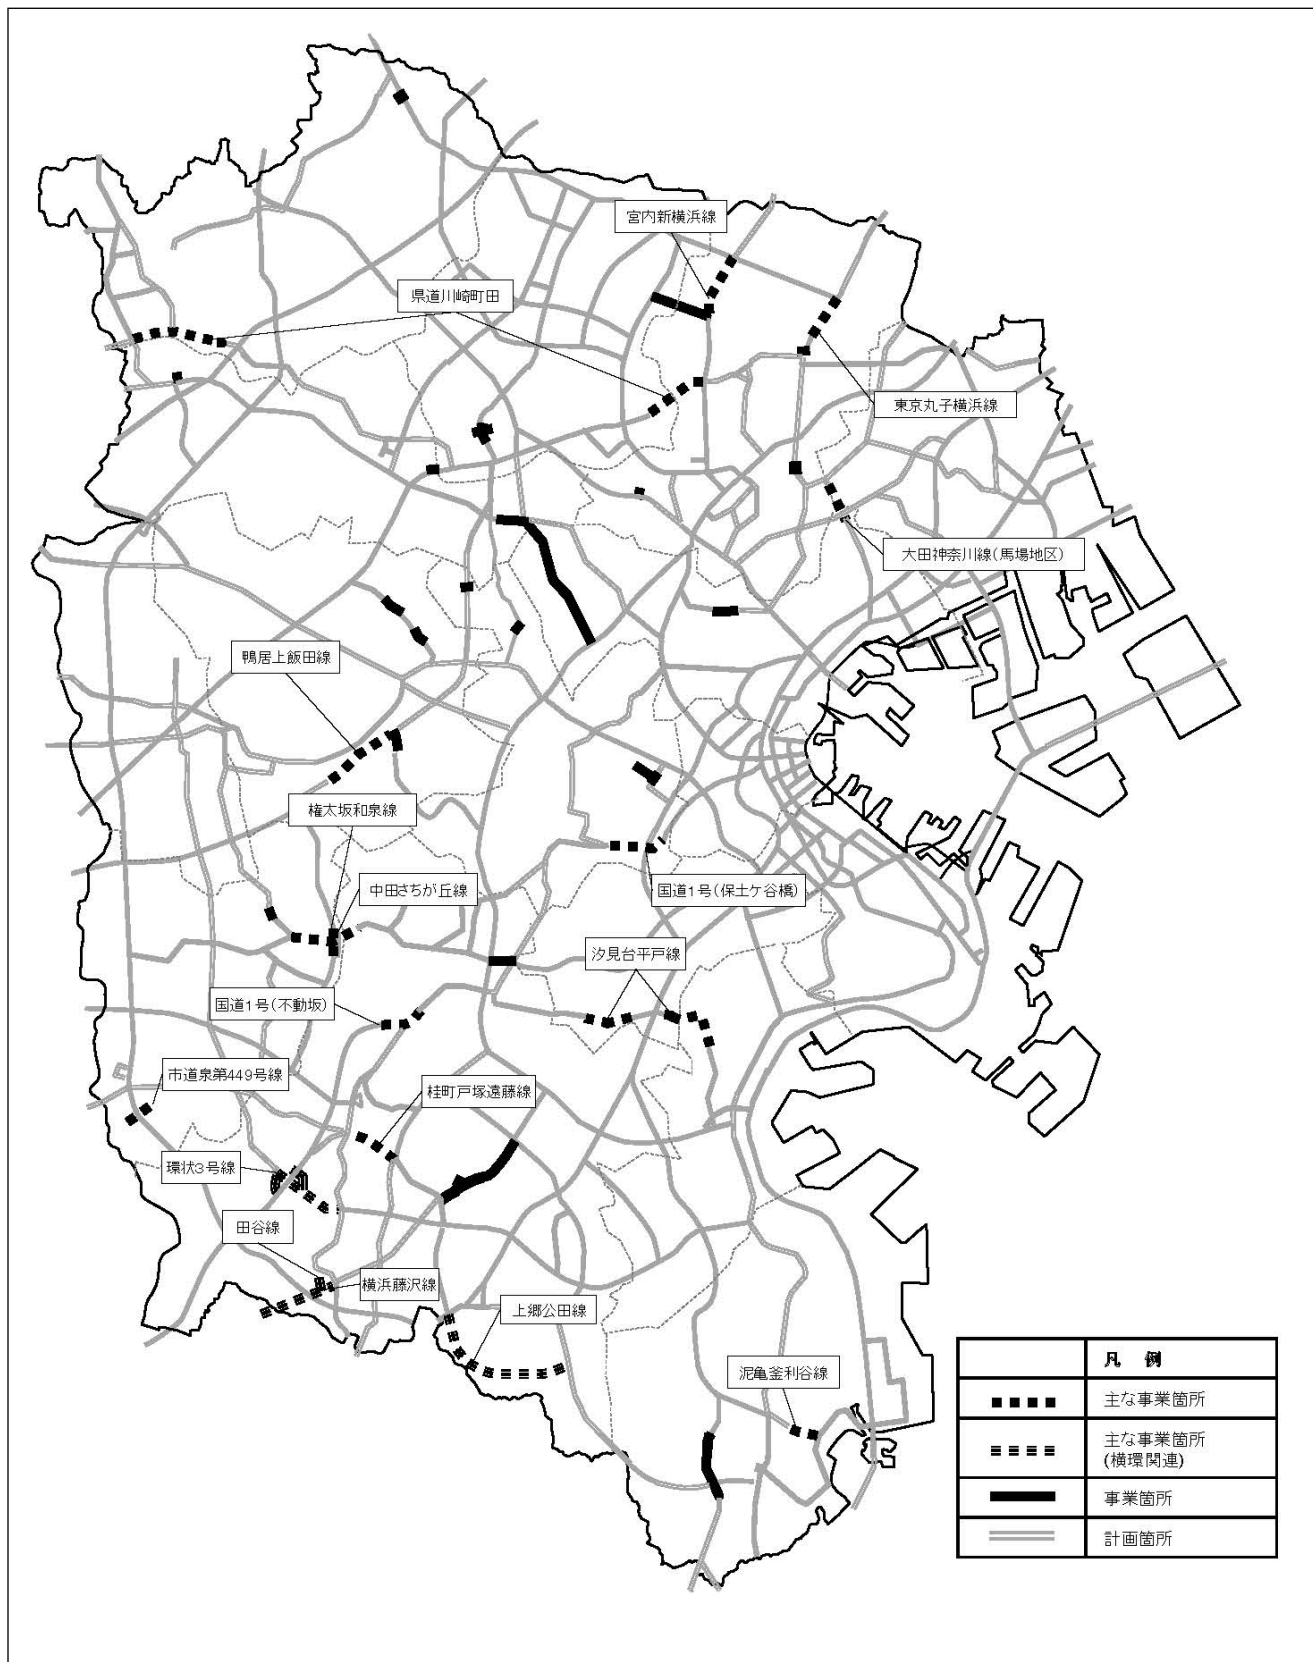 宮内新横浜線
県道川崎町田
東京丸子横浜線
大田神奈川線(馬場地区)
鴨居上飯田線
権太坂和泉線
中田さちが丘線
国道1号(保土ケ谷橋)
汐見台平戸線
国道1号(不動坂)
市道泉第449号線
桂町戸塚遠藤線
環状3号線
田谷線
横浜藤沢線
上郷公田線
泥亀釜利谷線
凡 例
主な事業箇所
主な事業箇所
(横環関連)
事業箇所
計画箇所